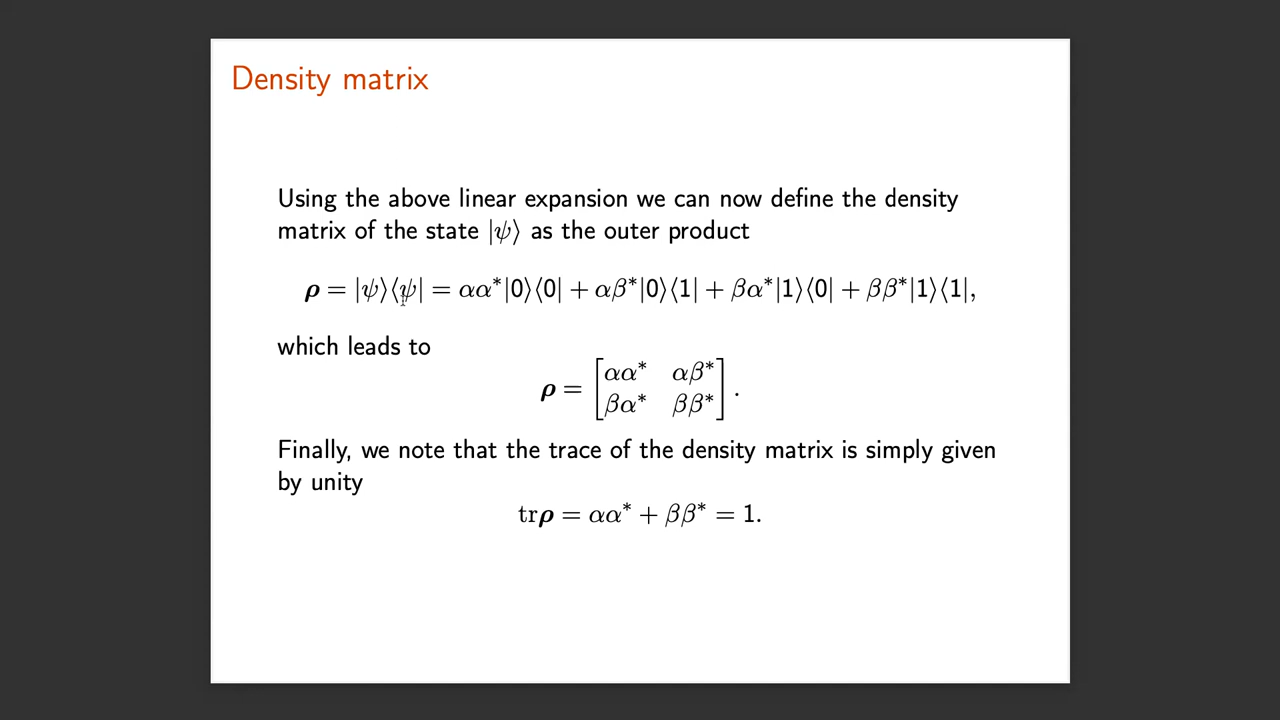 Density matrix
Using the above linear expansion we can now define the density
matrix of the state |ψ⟩ as the outer product
ρ = |ψ⟩⟨ψ| = αα*|0⟩⟨0| + αβ*|0⟩⟨1| + βα*|1⟩⟨0| + ββ*|1⟩⟨1|,
which leads to
ρ = [αα* αβ*
βα* ββ*].
Finally, we note that the trace of the density matrix is simply given
by unity
trρ = αα* + ββ* = 1.